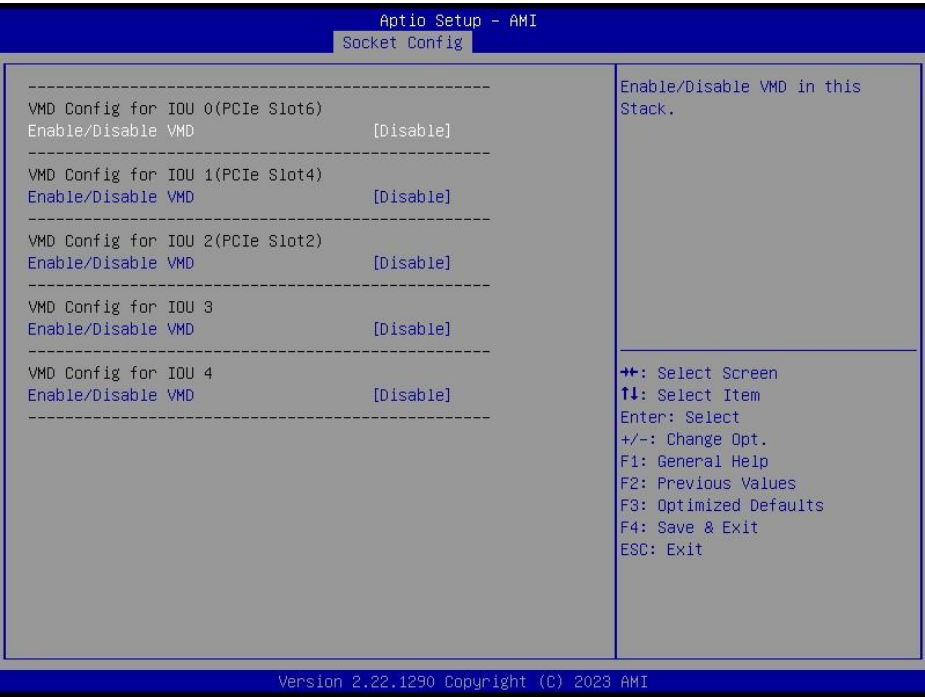 Aptio Setup - AMI
Socket Config
------------------------------------------------------------
VMD Config for IOU 0(PCIe Slot6)
Enable/Disable VMD [Disable]
------------------------------------------------------------
VMD Config for IOU 1(PCIe Slot4)
Enable/Disable VMD [Disable]
------------------------------------------------------------
VMD Config for IOU 2(PCIe Slot2)
Enable/Disable VMD [Disable]
------------------------------------------------------------
VMD Config for IOU 3
Enable/Disable VMD [Disable]
------------------------------------------------------------
VMD Config for IOU 4
Enable/Disable VMD [Disable]
------------------------------------------------------------
Enable/Disable VMD in this
Stack.
→←: Select Screen
↑↓: Select Item
Enter: Select
+/-: Change Opt.
F1: General Help
F2: Previous Values
F3: Optimized Defaults
F4: Save & Exit
ESC: Exit
Version 2.22.1290 Copyright (C) 2023 AMI